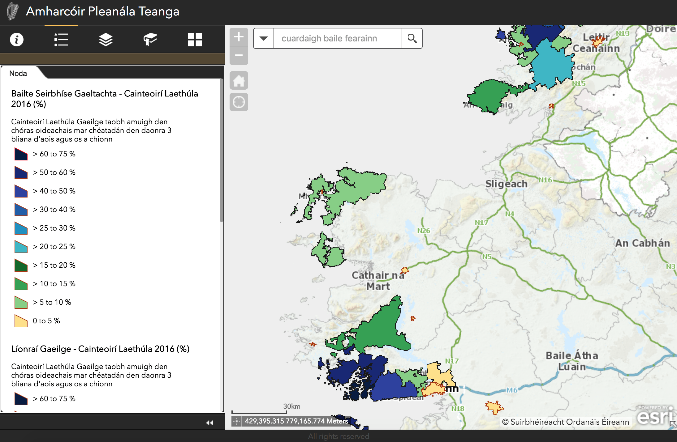 Amharcóir Pleanála Teanga
Noda
Bailte Seirbhíse Gaeltachta - Cainteoirí Laethúla
2016 (%)
Cainteoirí Laethúla Gaeilge taobh amuigh den
chóras oideachais mar chéatadán den daonra 3
bliana d'aois agus os a chionn
> 60 to 75 %
> 50 to 60 %
> 40 to 50 %
> 30 to 40 %
> 25 to 30 %
> 20 to 25 %
> 15 to 20 %
> 10 to 15 %
> 5 to 10 %
0 to 5 %
Líonraí Gaeilge - Cainteoirí Laethúla 2016 (%)
Cainteoirí Laethúla Gaeilge taobh amuigh den
chóras oideachais mar chéatadán den daonra 3
bliana d'aois agus os a chionn
> 60 to 75 %
cuardaigh baile fearainn
Leitir
Ceanainn
Doire
Sligeach
N16
N4
N17
N26
N5
An Cabhán
N3
Cathair na
Mart
N17
Baile Átha
Luain
M6
30km
429,395.315 779,165.774 Meters
© Suirbhéireacht Ordanáis Éireann
POWERED BY
esri
All rights reserved